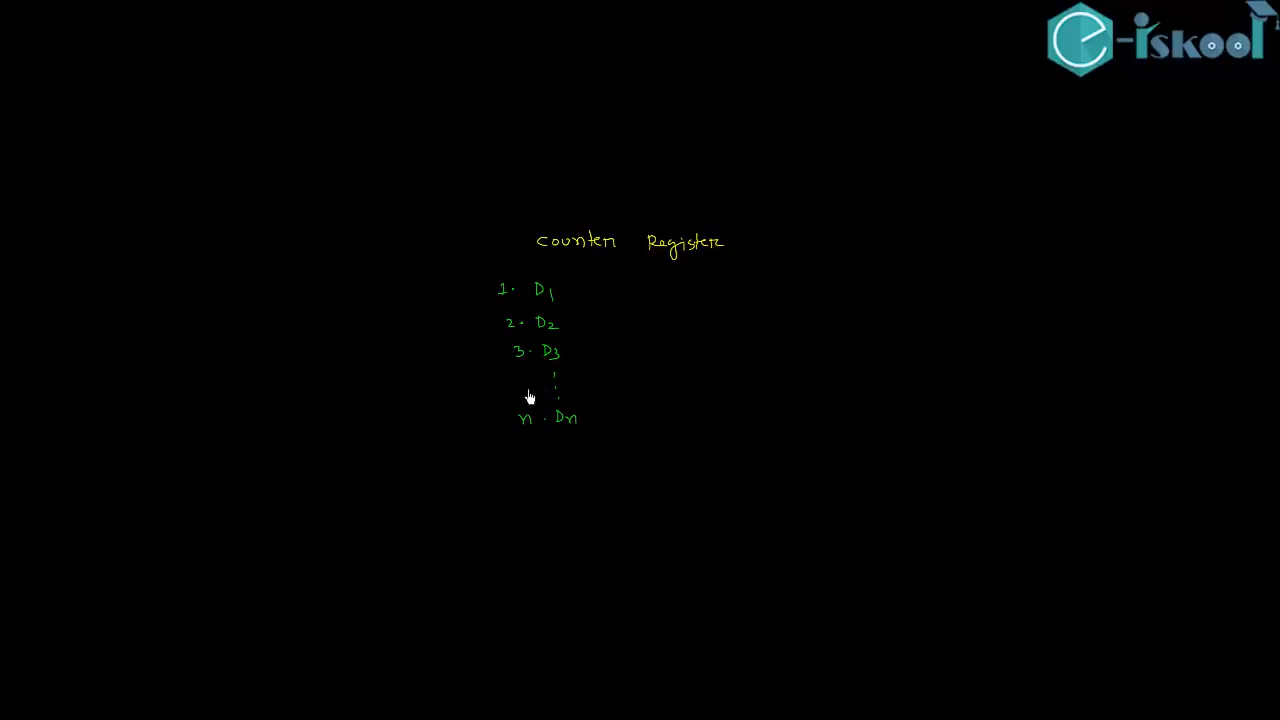 e-iskool
Counter Register
1. D1
2. D2
3. D3
n. Dn